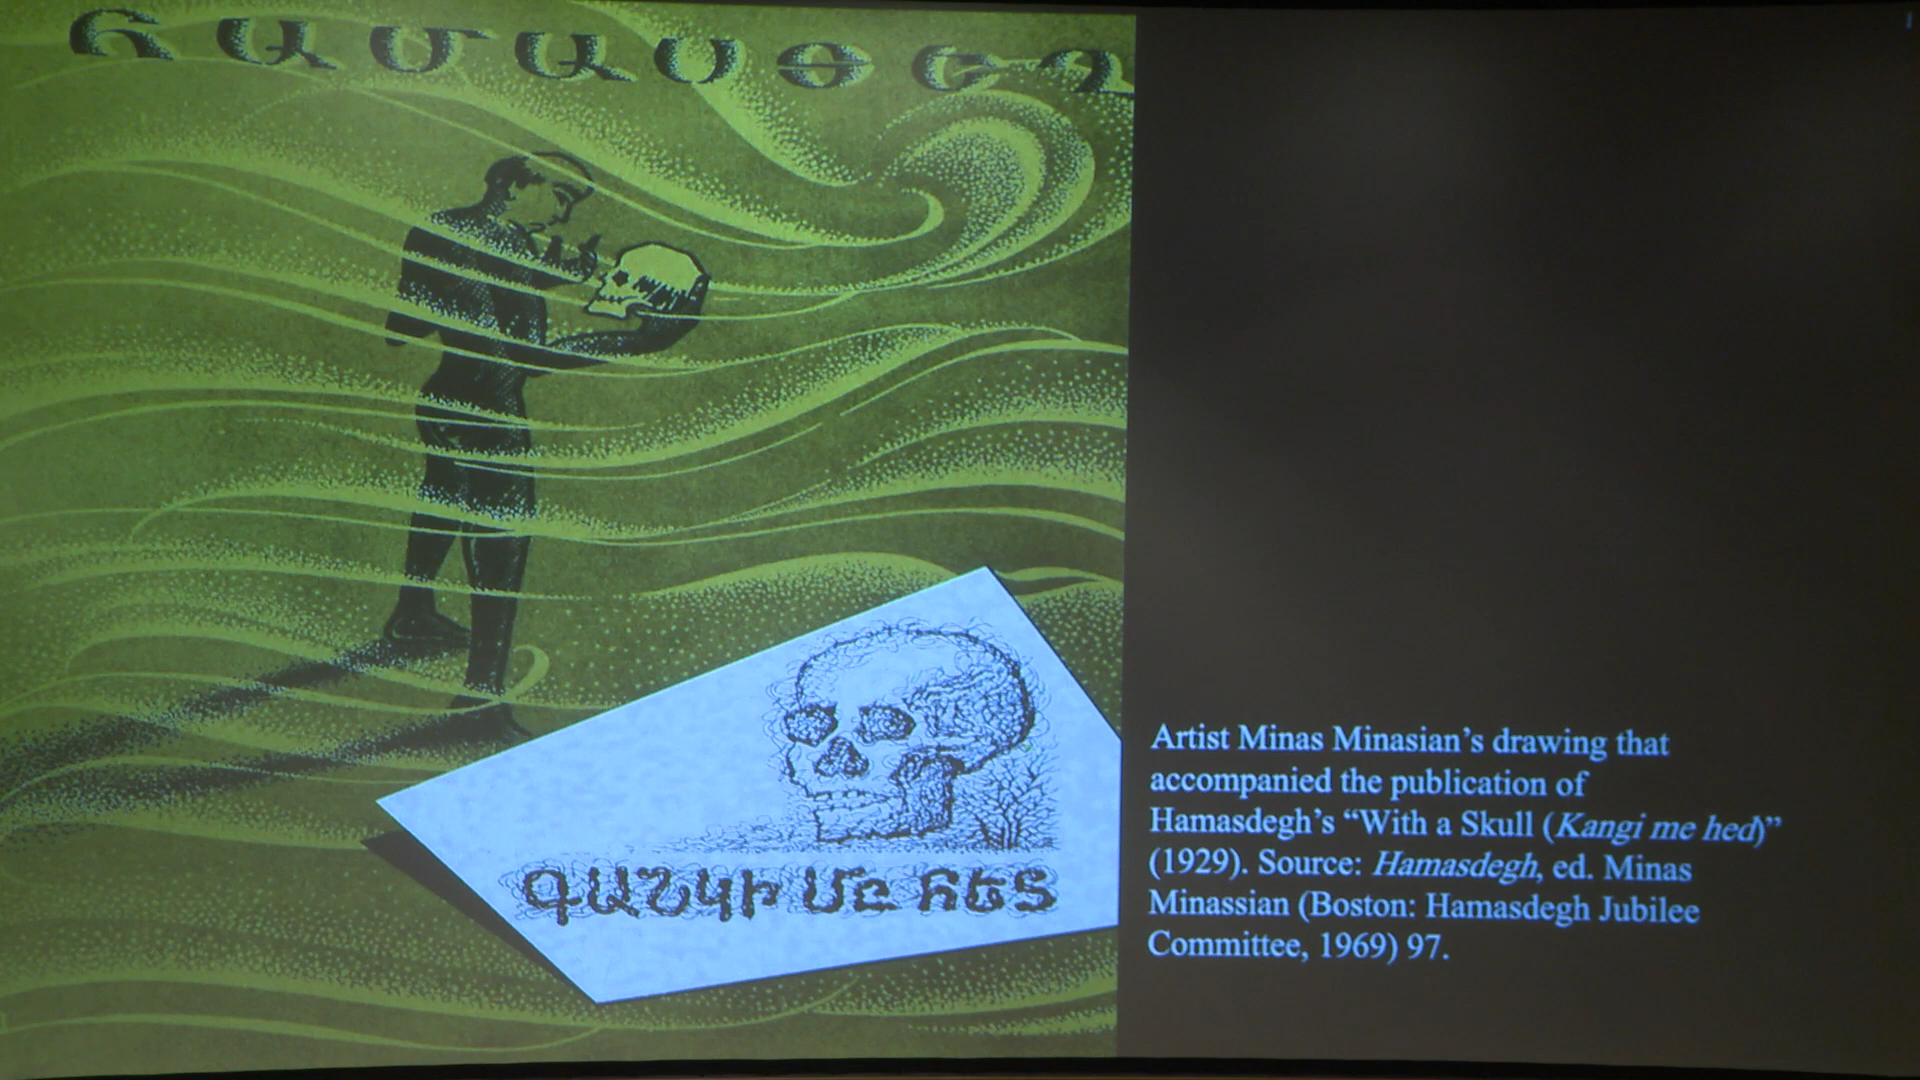 ՀԱՄԱՍՏԵՂ
ԳԱՆԿԻ ՄԸ ՀԵՏ
Artist Minas Minasian’s drawing that
accompanied the publication of
Hamasdegh’s “With a Skull (Kangi me hed)”
(1929). Source: Hamasdegh, ed. Minas
Minassian (Boston: Hamasdegh Jubilee
Committee, 1969) 97.